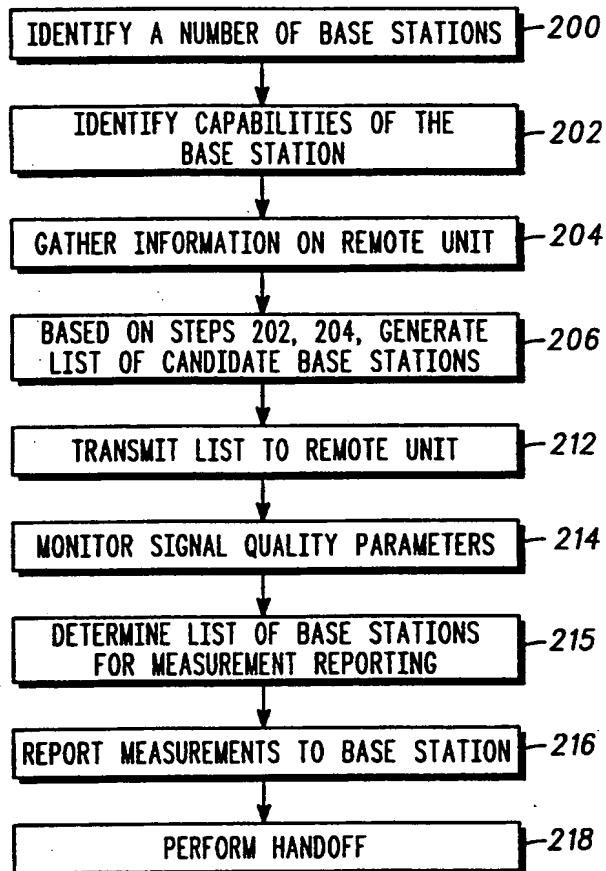 IDENTIFY A NUMBER OF BASE STATIONS 200
IDENTIFY CAPABILITIES OF THE
BASE STATION 202
GATHER INFORMATION ON REMOTE UNIT 204
BASED ON STEPS 202, 204, GENERATE
LIST OF CANDIDATE BASE STATIONS 206
TRANSMIT LIST TO REMOTE UNIT 212
MONITOR SIGNAL QUALITY PARAMETERS 214
DETERMINE LIST OF BASE STATIONS
FOR MEASUREMENT REPORTING 215
REPORT MEASUREMENTS TO BASE STATION 216
PERFORM HANDOFF 218